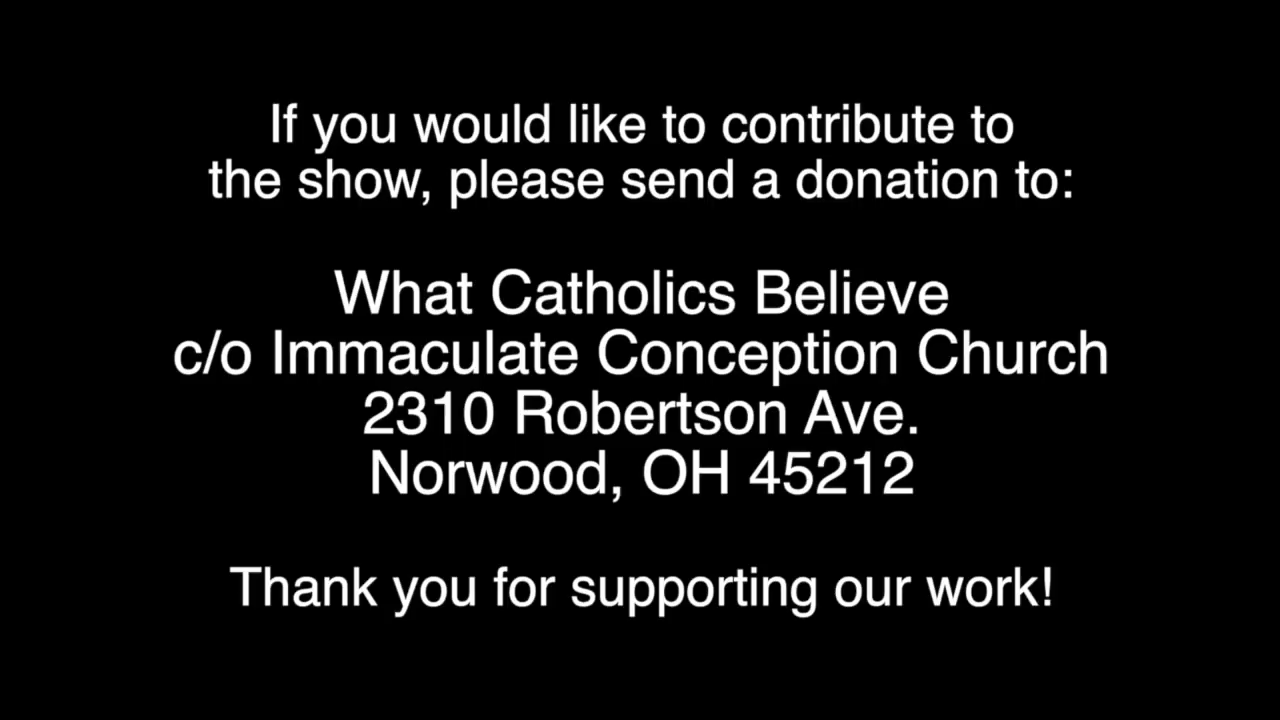 If you would like to contribute to
the show, please send a donation to:
What Catholics Believe
c/o Immaculate Conception Church
2310 Robertson Ave.
Norwood, OH 45212
Thank you for supporting our work!